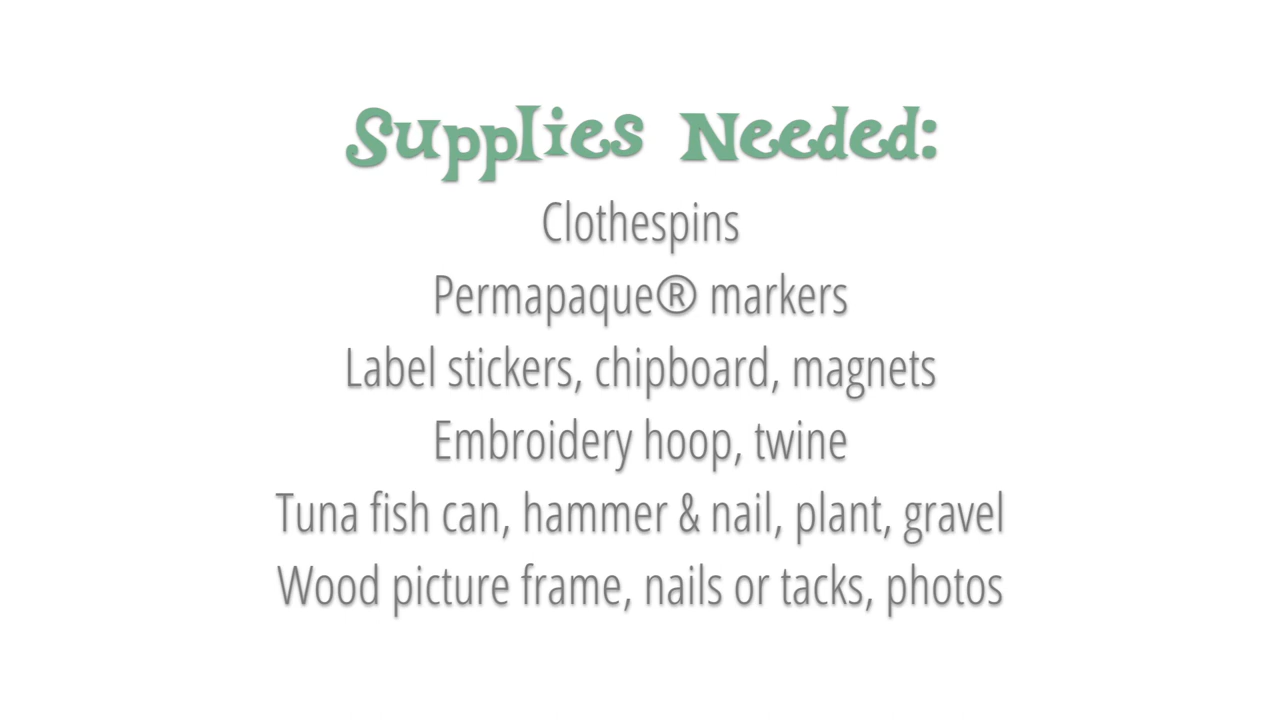 Supplies Needed:
Clothespins
Permapaque® markers
Label stickers, chipboard, magnets
Embroidery hoop, twine
Tuna fish can, hammer & nail, plant, gravel
Wood picture frame, nails or tacks, photos